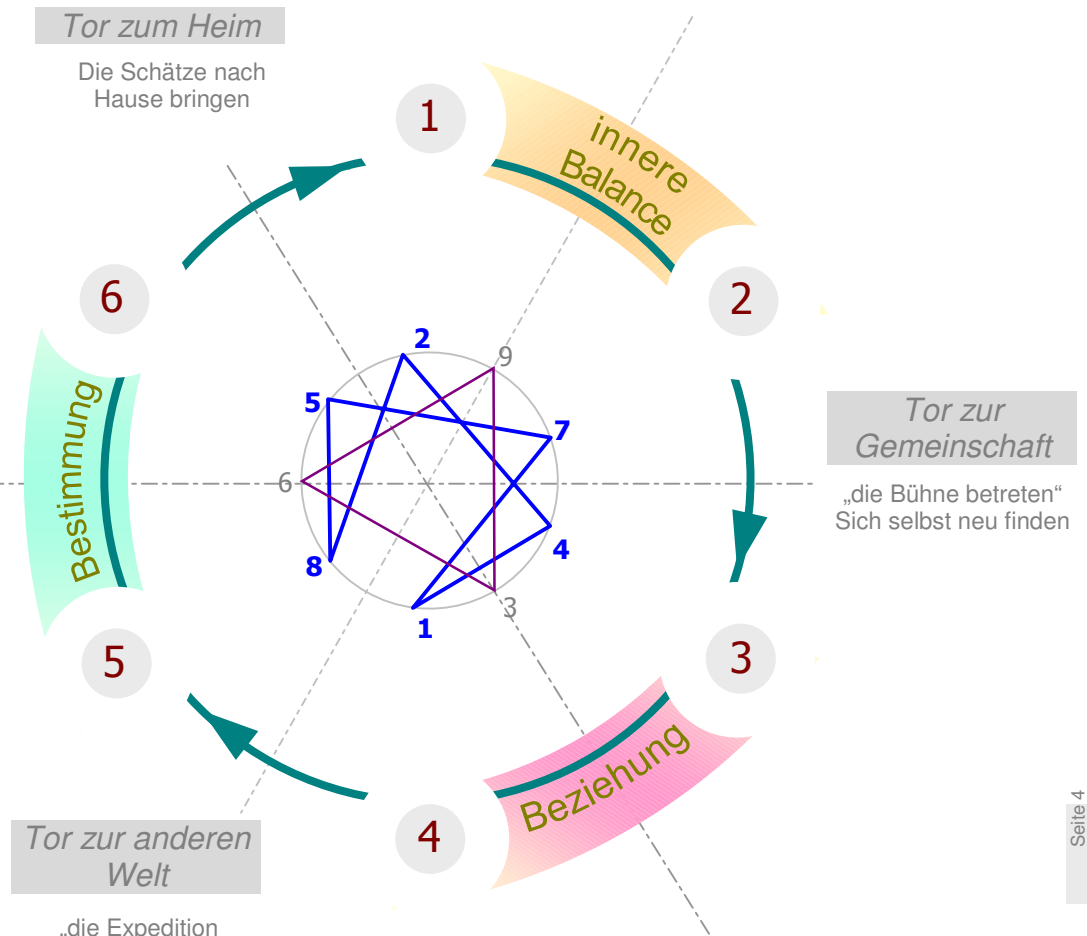 Tor zum Heim
Die Schätze nach
Hause bringen
1
innere
Balance
6
2
2
9
5
7
Tor zur
Gemeinschaft
„die Bühne betreten“
Sich selbst neu finden
6
Bestimmung
8
4
3
1
5
3
Beziehung
4
Tor zur anderen
Welt
„die Expedition
Seite 4